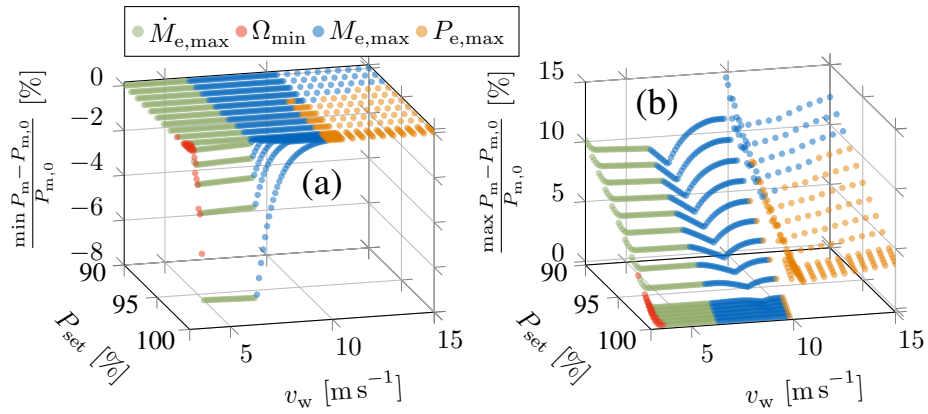 Ṁe,max Ωmin Me,max Pe,max
(a)
min Pm−Pm,0
Pm,0
[%]
0
−2
−4
−6
−8
90
95
100
Pset [%]
5
10
15
vw [m s−1]
(b)
max Pm−Pm,0
Pm,0
[%]
15
10
5
0
90
95
100
Pset [%]
5
10
15
vw [m s−1]